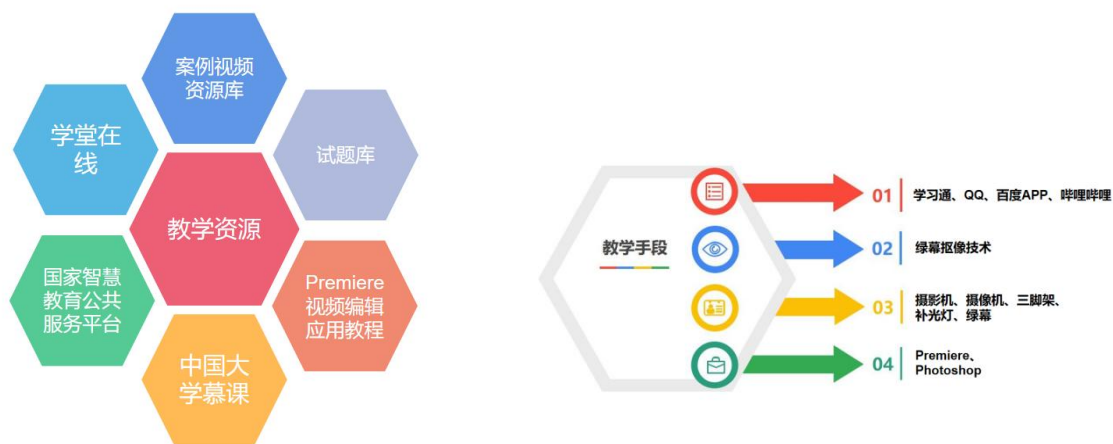 案例视频
资源库
学堂在
线
试题库
教学资源
国家智慧
教育公共
服务平台
Premiere
视频编辑
应用教程
中国大
学慕课
教学手段
01
学习通、QQ、百度APP、哔哩哔哩
02
绿幕抠像技术
03
摄影机、摄像机、三脚架、
补光灯、绿幕
04
Premiere、
Photoshop